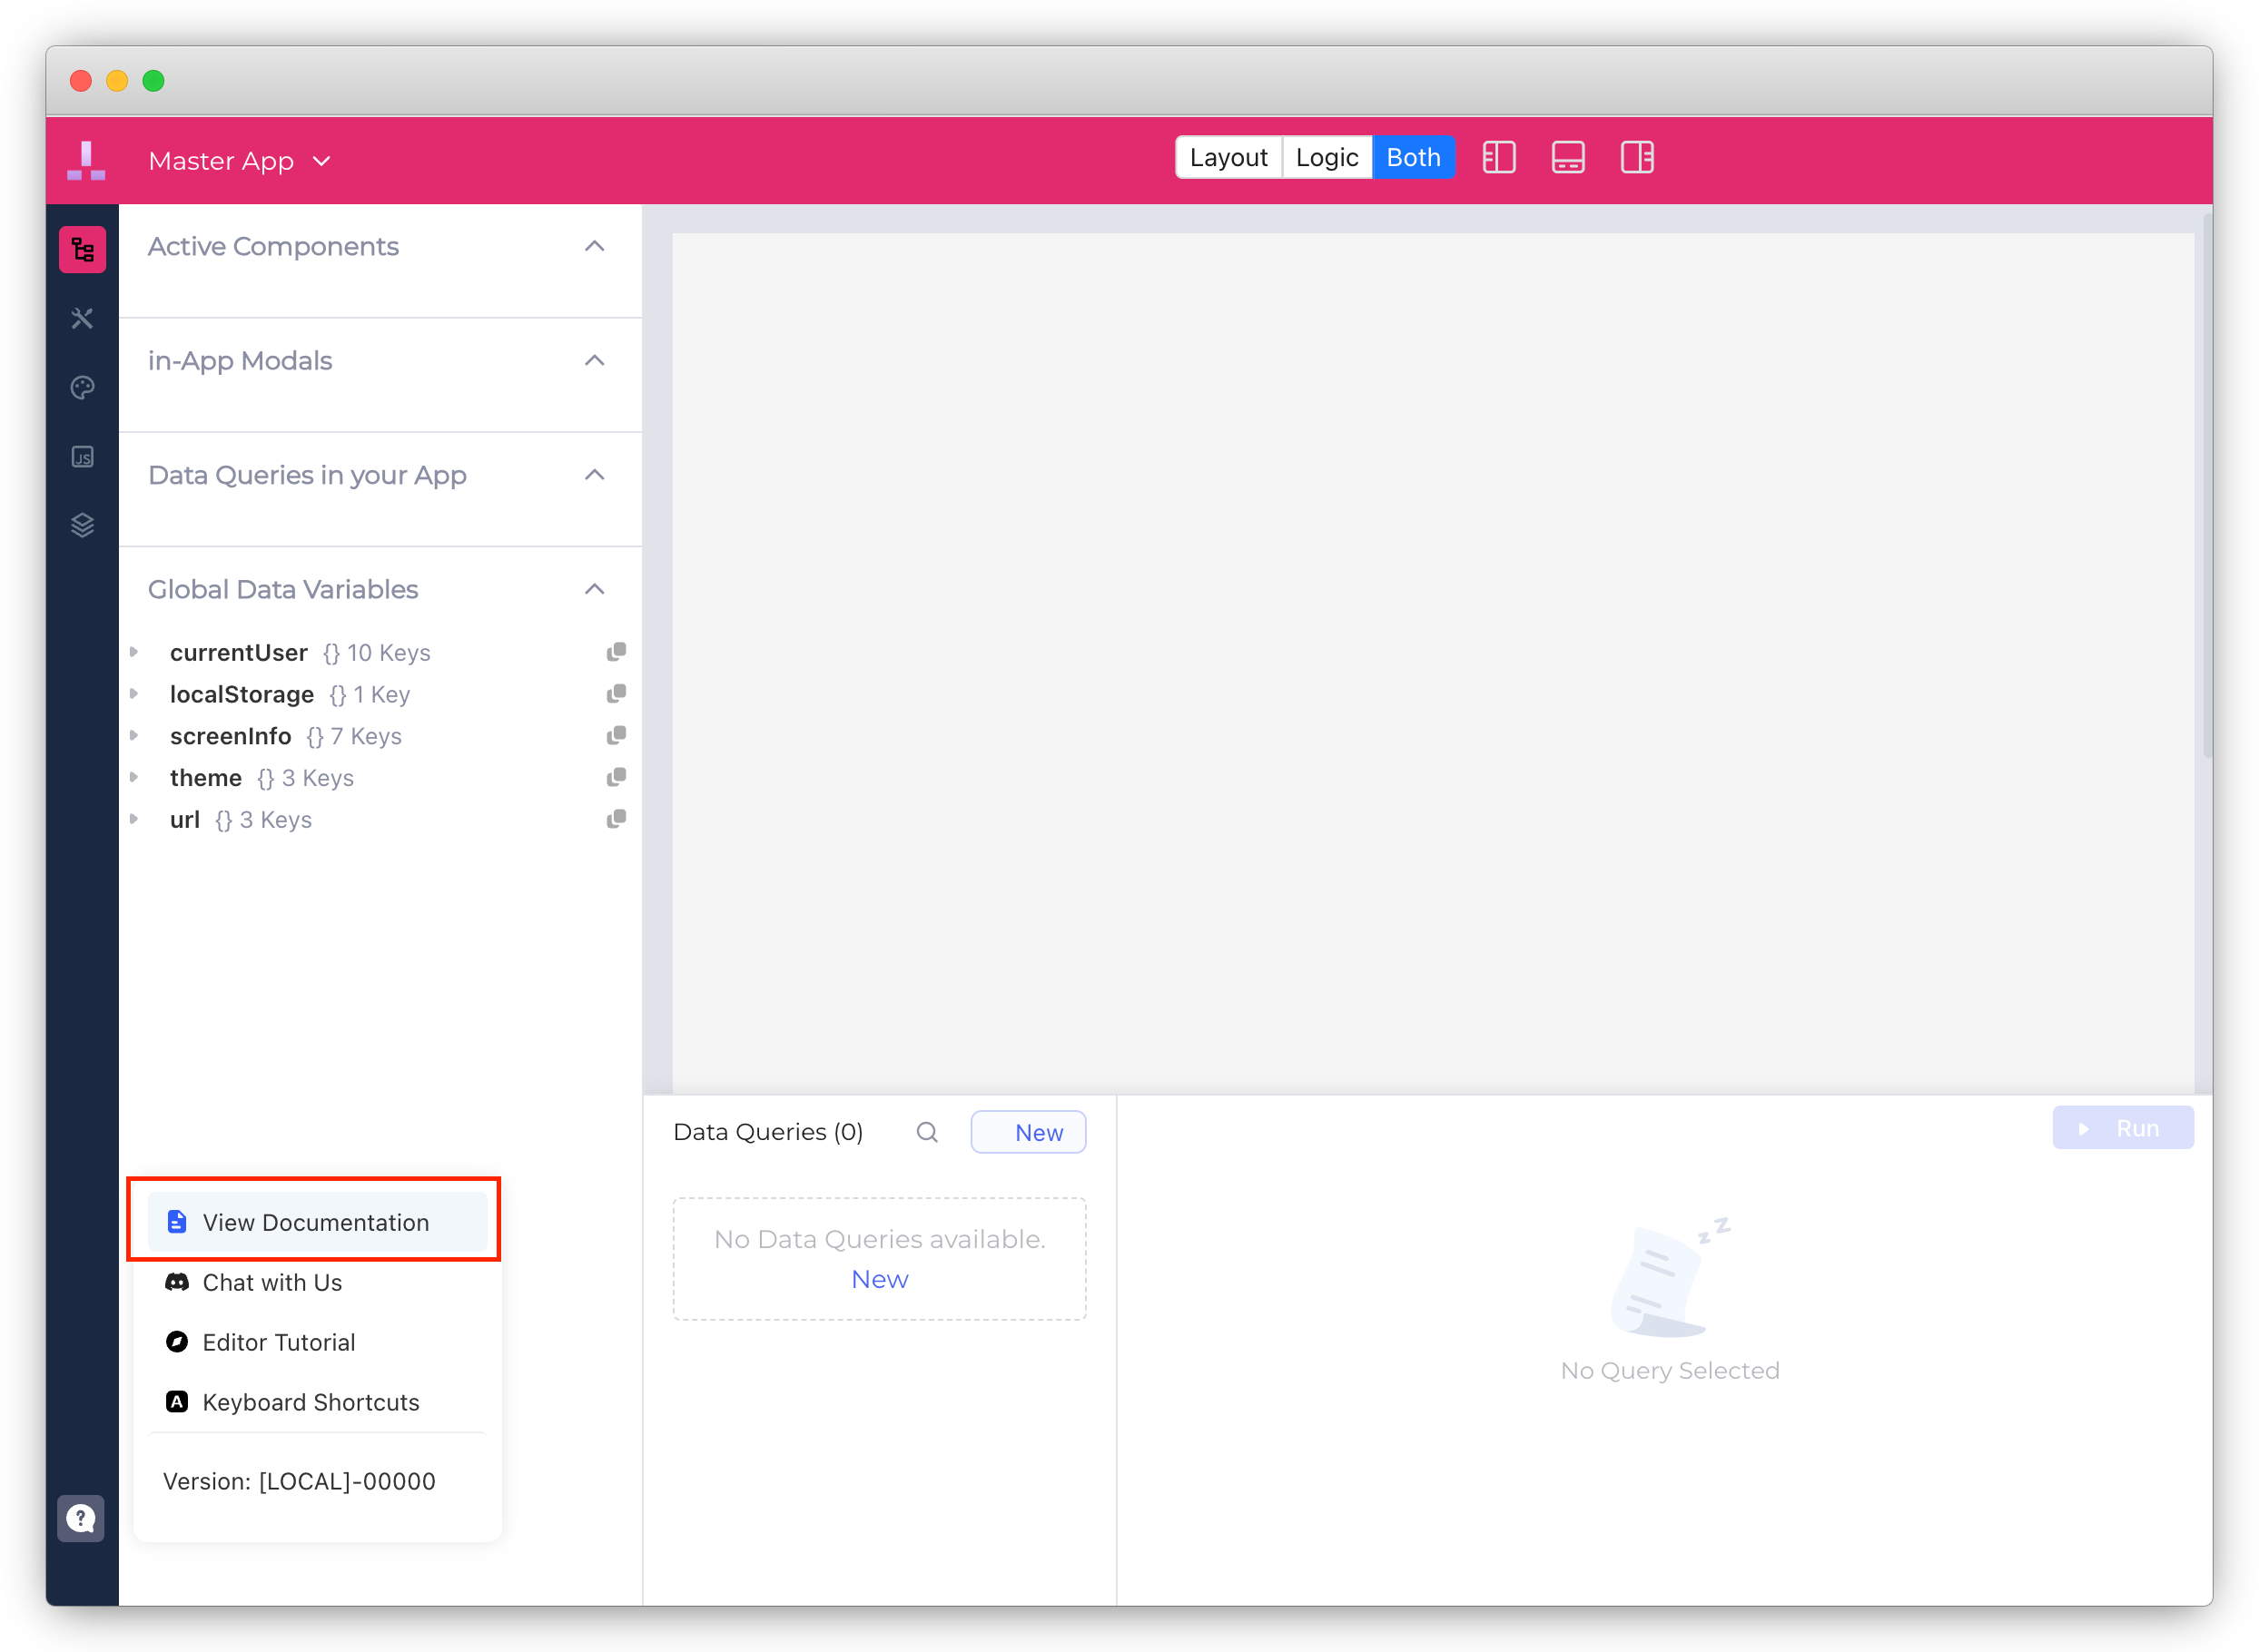 Master App
Layout Logic Both
Active Components
in-App Modals
JS
Data Queries in your App
Global Data Variables
currentUser {} 10 Keys
localStorage {} 1 Key
screenInfo {} 7 Keys
theme {} 3 Keys
url {} 3 Keys
View Documentation
Chat with Us
Editor Tutorial
A Keyboard Shortcuts
Version: [LOCAL]-00000
?
Data Queries (0) New
No Data Queries available.
New
Run
z z
No Query Selected